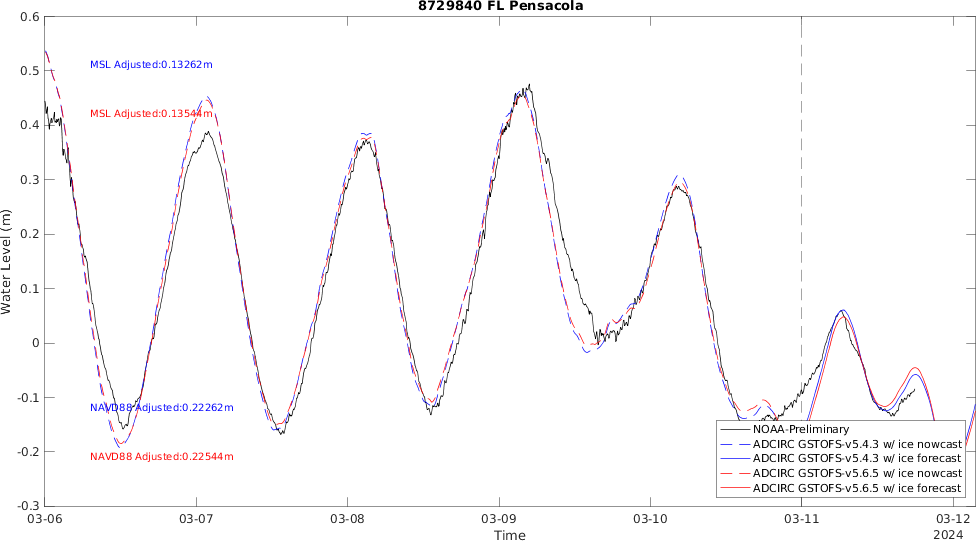 8729840 FL Pensacola
0.6
0.5
0.4
0.3
0.2
0.1
0
-0.1
-0.2
-0.3
Water Level (m)
MSL Adjusted:0.13262m
MSL Adjusted:0.13544m
NAVD88 Adjusted:0.22262m
NAVD88 Adjusted:0.22544m
NOAA-Preliminary
ADCIRC GSTOFS-v5.4.3 w/ ice nowcast
ADCIRC GSTOFS-v5.4.3 w/ ice forecast
ADCIRC GSTOFS-v5.6.5 w/ ice nowcast
ADCIRC GSTOFS-v5.6.5 w/ ice forecast
03-06 03-07 03-08 03-09 03-10 03-11 03-12
2024
Time